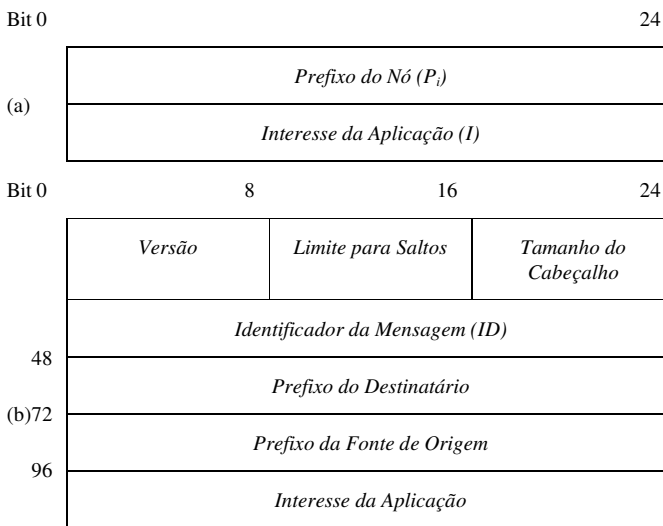 Bit 0 24
Prefixo do Nó (Pi)
(a)
Interesse da Aplicação (I)
Bit 0 8 16 24
Versão Limite para Saltos Tamanho do
Cabeçalho
Identificador da Mensagem (ID)
48
Prefixo do Destinatário
(b)72
Prefixo da Fonte de Origem
96
Interesse da Aplicação